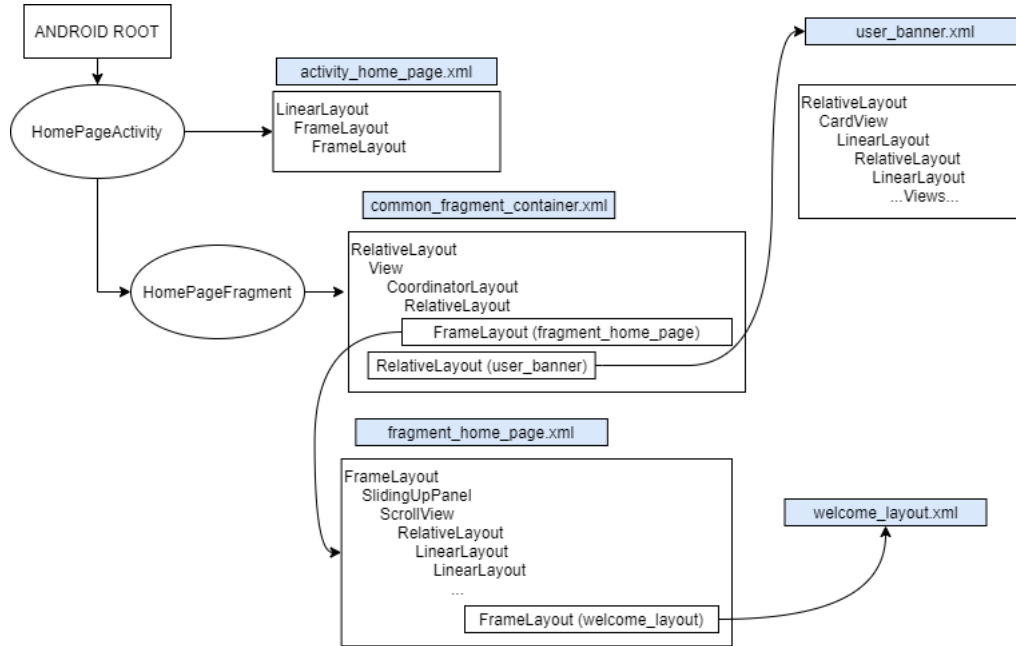 ANDROID ROOT
user_banner.xml
activity_home_page.xml
HomePageActivity
LinearLayout
FrameLayout
FrameLayout
RelativeLayout
CardView
LinearLayout
RelativeLayout
LinearLayout
...Views...
common_fragment_container.xml
HomePageFragment
RelativeLayout
View
CoordinatorLayout
RelativeLayout
FrameLayout (fragment_home_page)
RelativeLayout (user_banner)
fragment_home_page.xml
FrameLayout
SlidingUpPanel
ScrollView
RelativeLayout
LinearLayout
LinearLayout
...
FrameLayout (welcome_layout)
welcome_layout.xml